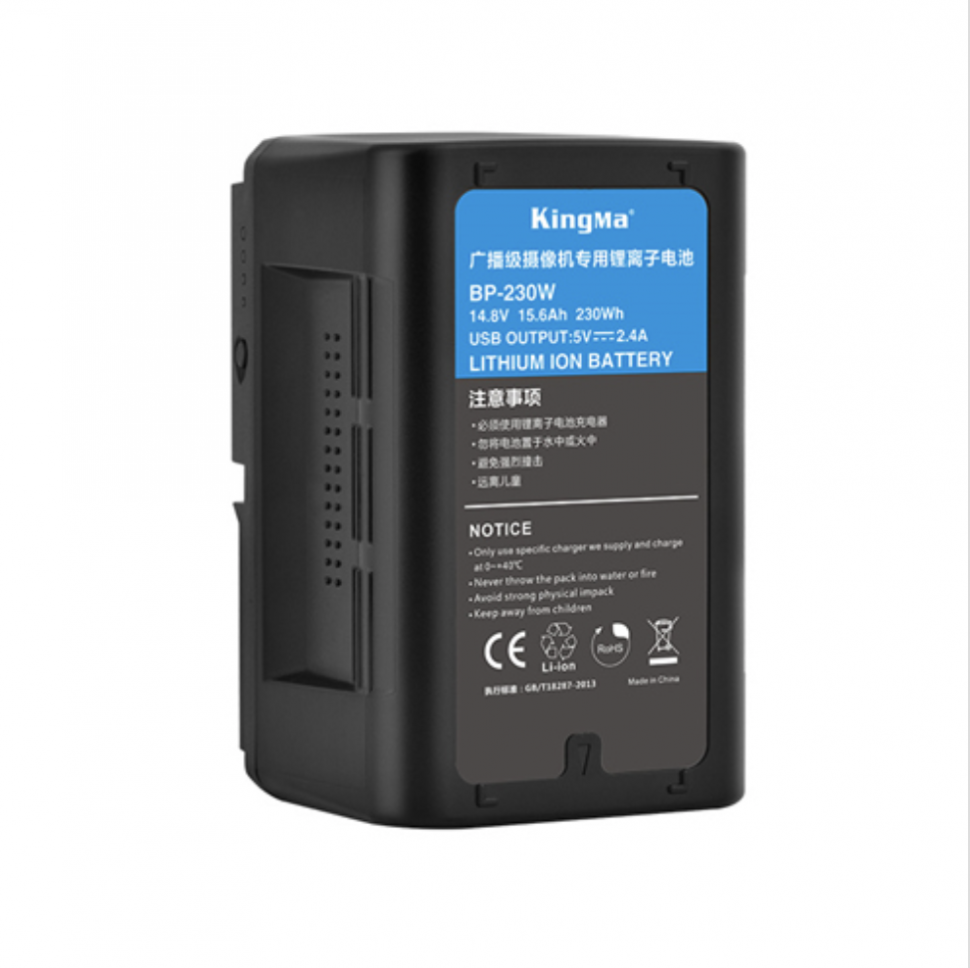 KingMa®
广播级摄像机专用锂离子电池
BP-230W
14.8V 15.6Ah 230Wh
USB OUTPUT:5V⎓2.4A
LITHIUM ION BATTERY
注意事项
•必须使用锂离子电池充电器
•勿将电池置于水中或火中
•避免强烈撞击
•远离儿童
NOTICE
•Only use specific charger we supply and charge
at 0~+40℃
•Never throw the pack into water or fire
•Avoid strong physical impack
•Keep away from children
CE
Li-ion
RoHS
执行标准：GB/T18287-2013
Made in China
7